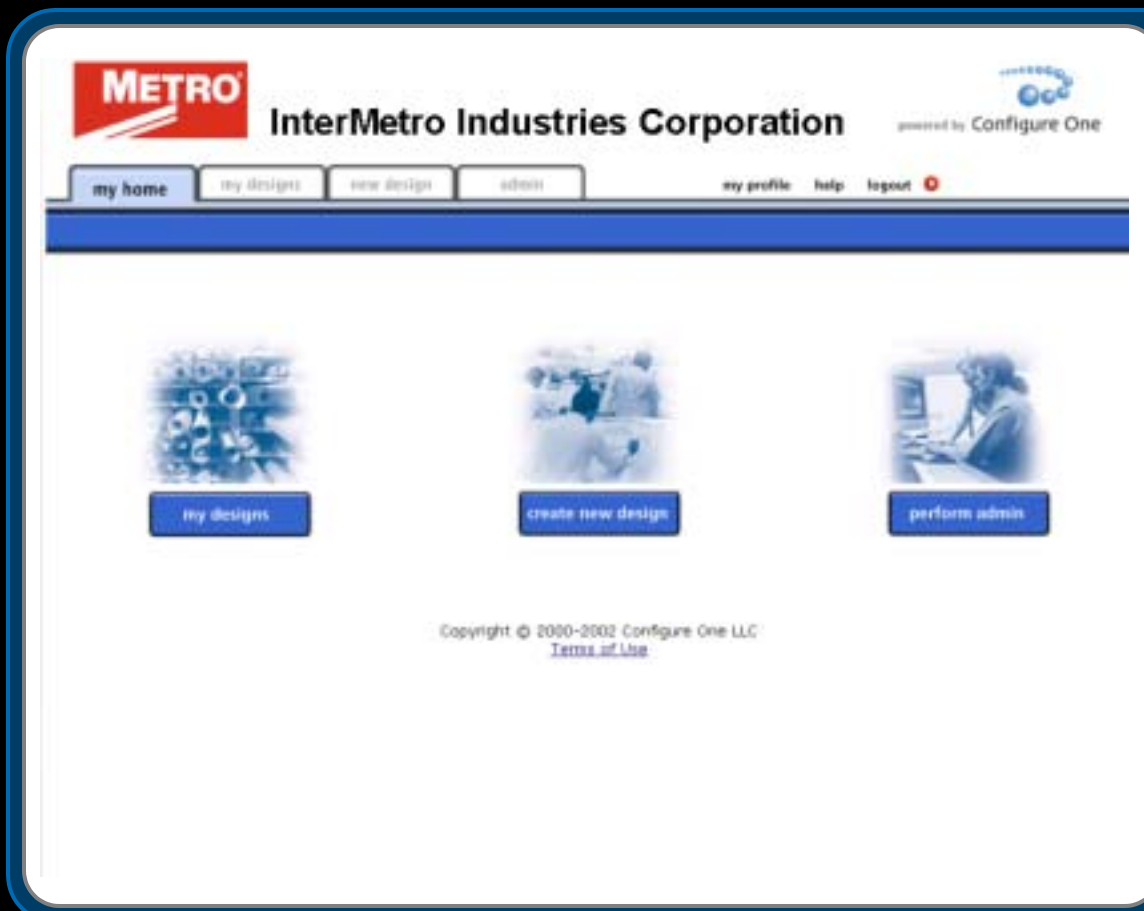 METRO
InterMetro Industries Corporation
powered by Configure One
my home
my designs
new design
admin
my profile
help
logout
my designs
create new design
perform admin
Copyright © 2000-2002 Configure One LLC
Terms of Use